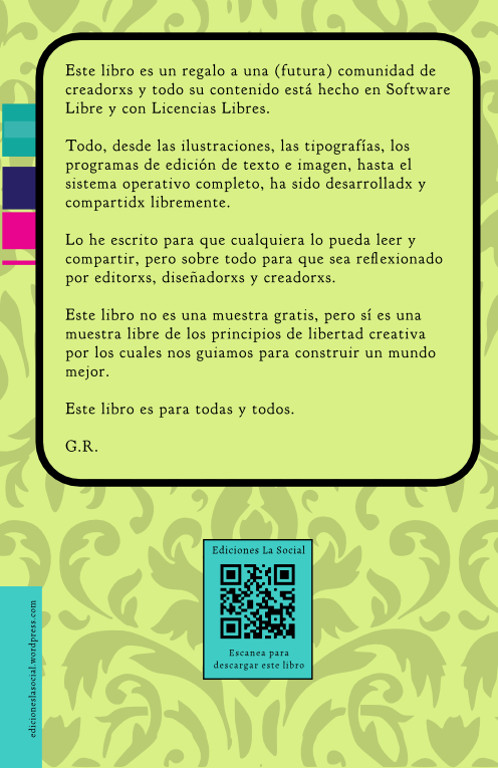 Este libro es un regalo a una (futura) comunidad de
creadorxs y todo su contenido está hecho en Software
Libre y con Licencias Libres.
Todo, desde las ilustraciones, las tipografías, los
programas de edición de texto e imagen, hasta el
sistema operativo completo, ha sido desarrolladx y
compartidx libremente.
Lo he escrito para que cualquiera lo pueda leer y
compartir, pero sobre todo para que sea reflexionado
por editorxs, diseñadorxs y creadorxs.
Este libro no es una muestra gratis, pero sí es una
muestra libre de los principios de libertad creativa
por los cuales nos guiamos para construir un mundo
mejor.
Este libro es para todas y todos.
G.R.
Ediciones La Social
Escanea para
descargar este libro
edicioneslasocial.wordpress.com